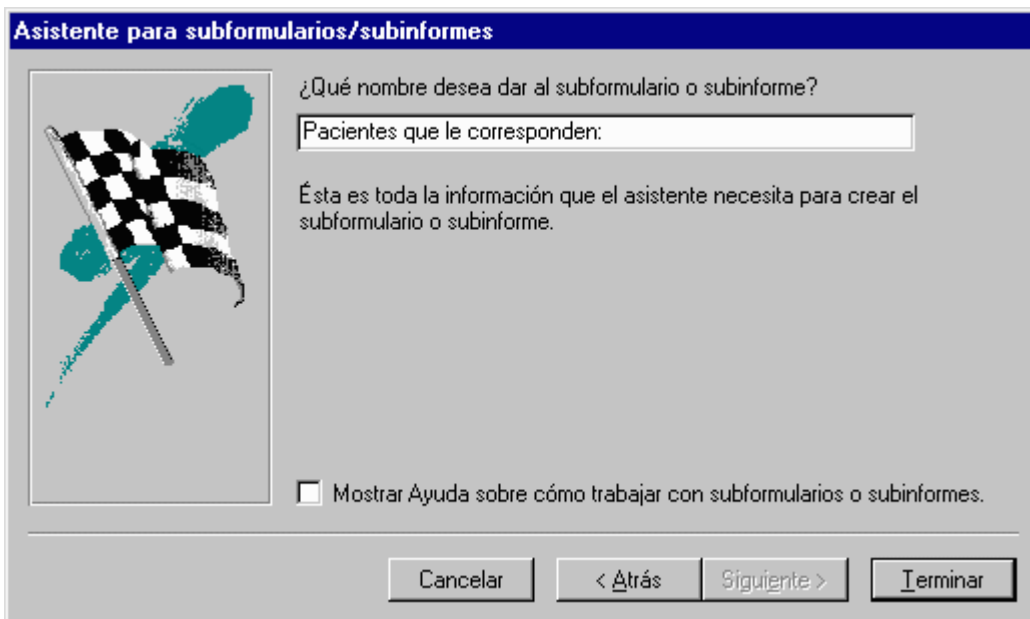 Asistente para subformularios/subinformes
¿Qué nombre desea dar al subformulario o subinforme?
Pacientes que le corresponden:
Ésta es toda la información que el asistente necesita para crear el
subformulario o subinforme.
Mostrar Ayuda sobre cómo trabajar con subformularios o subinformes.
Cancelar < Atrás Siguiente > Terminar